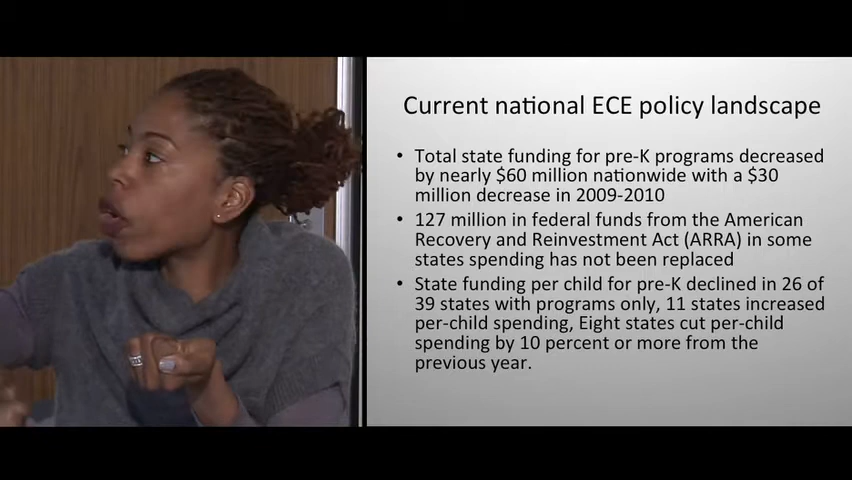 Current national ECE policy landscape
• Total state funding for pre-K programs decreased
by nearly $60 million nationwide with a $30
million decrease in 2009-2010
• 127 million in federal funds from the American
Recovery and Reinvestment Act (ARRA) in some
states spending has not been replaced
• State funding per child for pre-K declined in 26 of
39 states with programs only, 11 states increased
per-child spending, Eight states cut per-child
spending by 10 percent or more from the
previous year.